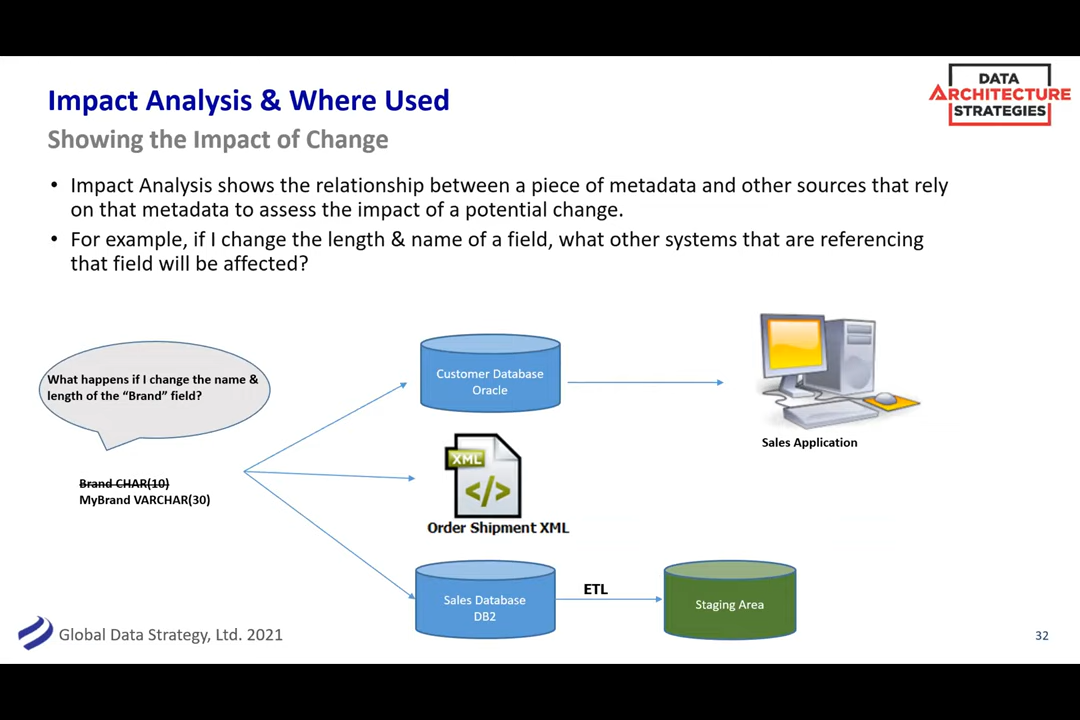 Impact Analysis & Where Used
DATA
ARCHITECTURE
STRATEGIES
Showing the Impact of Change
• Impact Analysis shows the relationship between a piece of metadata and other sources that rely
on that metadata to assess the impact of a potential change.
• For example, if I change the length & name of a field, what other systems that are referencing
that field will be affected?
What happens if I change the name &
length of the “Brand” field?
Brand CHAR(10)
MyBrand VARCHAR(30)
Customer Database
Oracle
Sales Application
XML
</>
Order Shipment XML
Sales Database
DB2
ETL
Staging Area
Global Data Strategy, Ltd. 2021
32